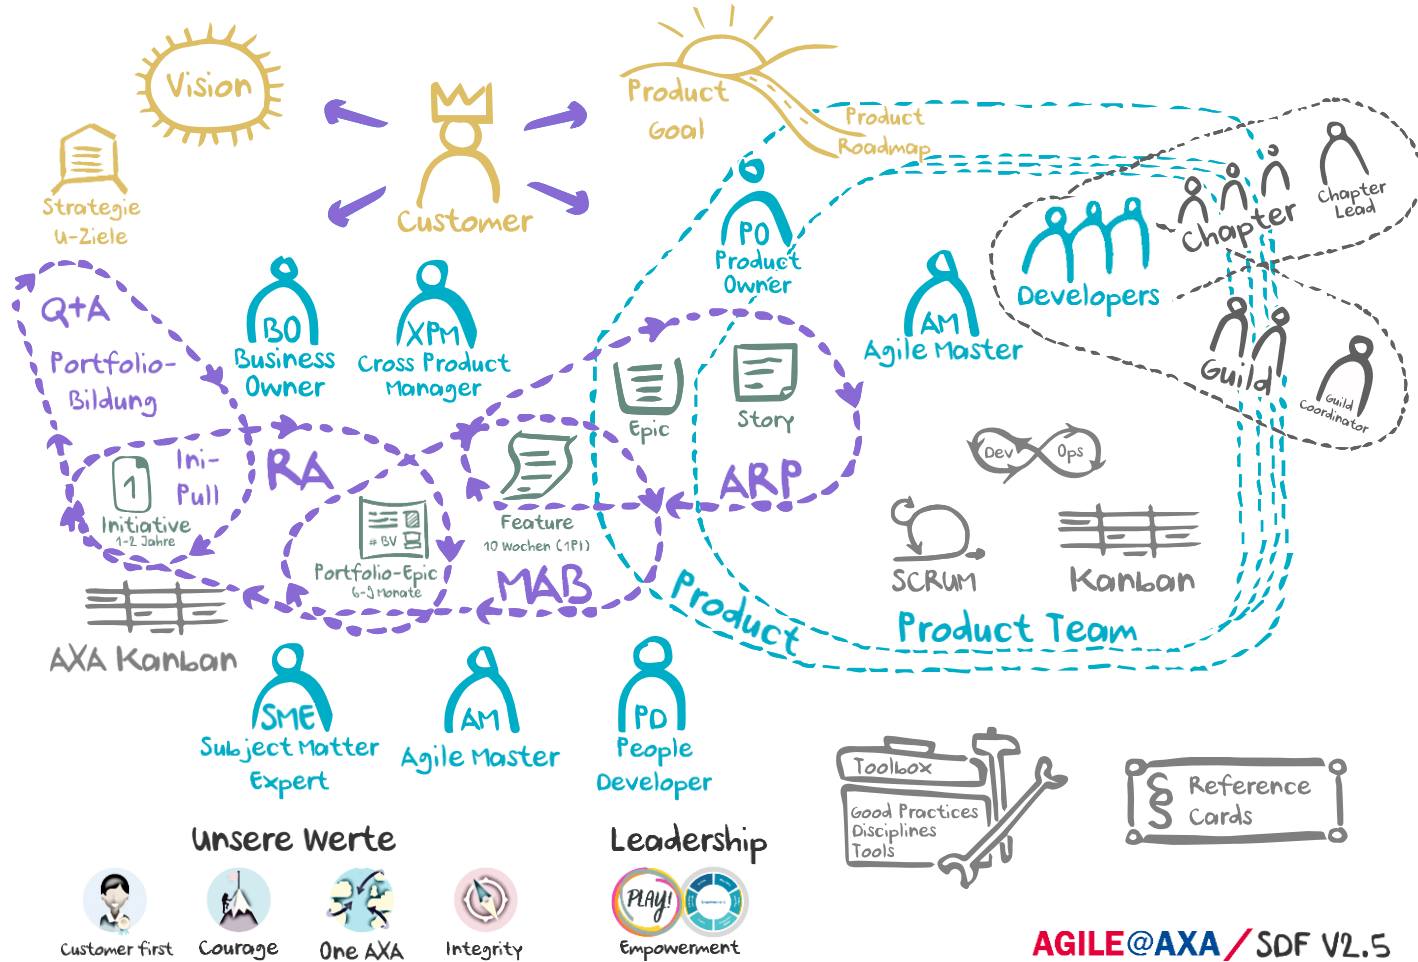 Vision
Strategie
u-Ziele
Customer
Product
Goal
Product
Roadmap
PO
Product
Owner
Chapter
Chapter
Lead
Developers
Guild
Guild
Coordinator
AM
Agile Master
BO
Business
Owner
XPM
Cross Product
Manager
Q+A
Portfolio-
Bildung
Ini-
Pull
1
Initiative
1-2 Jahre
RA
# BV
Portfolio-Epic
6-9 Monate
Feature
10 Wochen (1PI)
MAB
Epic
Story
ARP
Dev
Ops
SCRUM
Kanban
Product
Product Team
AXA Kanban
SME
Subject Matter
Expert
AM
Agile Master
PD
People
Developer
Toolbox
Good Practices
Disciplines
Tools
§ Reference
Cards
Unsere Werte
Customer first
Courage
One AXA
Integrity
Leadership
PLAY!
Empowerment
AGILE@AXA / SDF V2.5